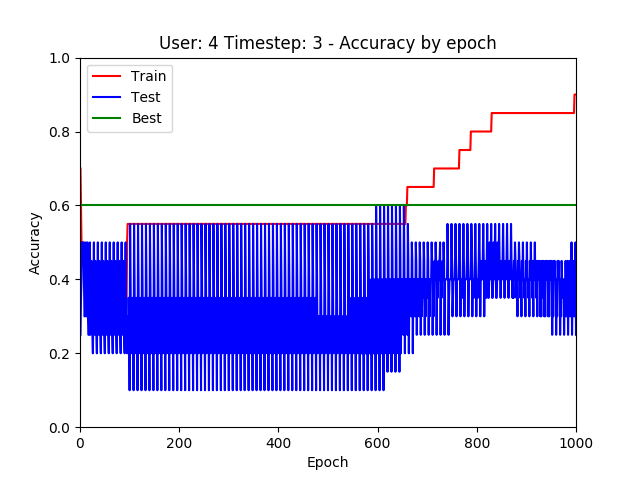 User: 4 Timestep: 3 - Accuracy by epoch
1.0
0.8
0.6
0.4
0.2
0.0
Accuracy
Train
Test
Best
0 200 400 600 800 1000
Epoch